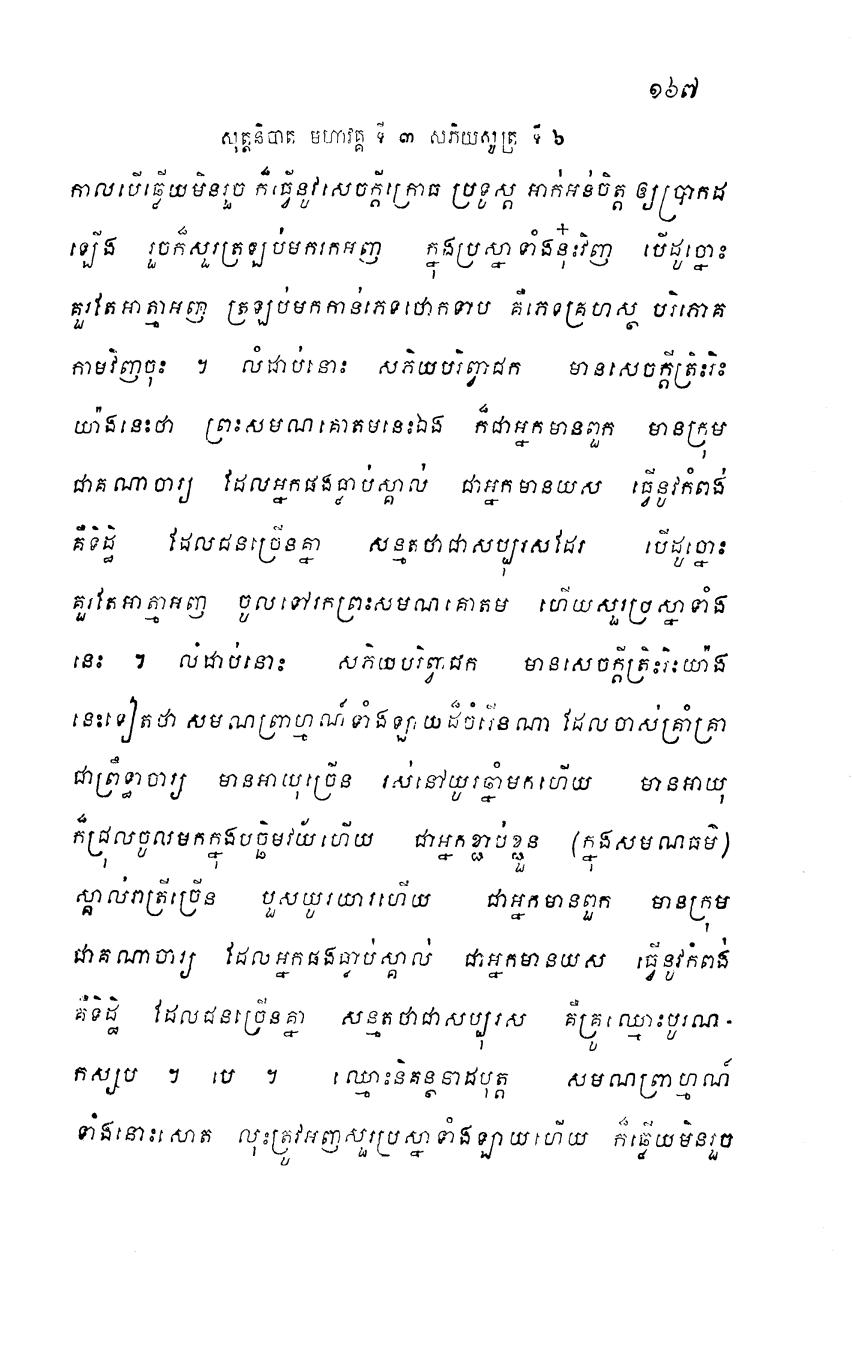 ១៦៧
សុត្តនិបាត មហាវគ្គ ទី ៣ សភិយសូត្រ ទី ៦
កាលបើឆ្លើយមិនរួច ក៏ធ្វើនូវសេចក្តីក្រោធ ប្រទូស្ត អាក់អន់ចិត្ត ឲ្យប្រាកដ
ឡើង រួចក៏សួរត្រឡប់មករកអញ ក្នុងប្រស្នាទាំងនុ៎ះវិញ បើដូច្នោះ
គួរតែអាត្មាអញ ត្រឡប់មកកាន់ភេទថោកទាប គឺភេទគ្រហស្ថ បរិភោគ
កាមវិញចុះ ។ លំដាប់នោះ សភិយបរិព្វាជក មានសេចក្តីត្រិះរិះ
យ៉ាងនេះថា ព្រះសមណគោតមនេះឯង ក៏ជាអ្នកមានពួក មានក្រុម
ជាគណាចារ្យ ដែលអ្នកផងធ្លាប់ស្គាល់ ជាអ្នកមានយស ធ្វើនូវកំពង់
គឺទិដ្ឋិ ដែលជនច្រើនគ្នា សន្មតថាជាសប្បុរសដែរ បើដូច្នោះ
គួរតែអាត្មាអញ ចូលទៅរកព្រះសមណគោតម ហើយសួរប្រស្នាទាំង
នេះ ។ លំដាប់នោះ សភិយបរិព្វាជក មានសេចក្តីត្រិះរិះយ៉ាង
នេះទៀតថា សមណព្រាហ្មណ៍ទាំងឡាយដ៏ចំរើនណា ដែលចាស់គ្រាំគ្រា
ជាព្រឹទ្ធាចារ្យ មានអាយុច្រើន រស់នៅយូរឆ្នាំមកហើយ មានអាយុ
ក៏ជ្រុលចូលមកក្នុងបច្ឆិមវ័យហើយ ជាអ្នកខ្ជាប់ខ្ជួន (ក្នុងសមណធម៌)
ស្គាល់រាត្រីច្រើន បួសយូរយារហើយ ជាអ្នកមានពួក មានក្រុម
ជាគណាចារ្យ ដែលអ្នកផងធ្លាប់ស្គាល់ ជាអ្នកមានយស ធ្វើនូវកំពង់
គឺទិដ្ឋិ ដែលជនច្រើនគ្នា សន្មតថាជាសប្បុរស គឺគ្រូឈ្មោះបូរណ-
កស្សប ។ បេ ។ ឈ្មោះនិគន្ថនាដបុត្ត សមណព្រាហ្មណ៍
ទាំងនោះសោត លុះត្រូវអញសួរប្រស្នាទាំងឡាយហើយ ក៏ឆ្លើយមិនរួច